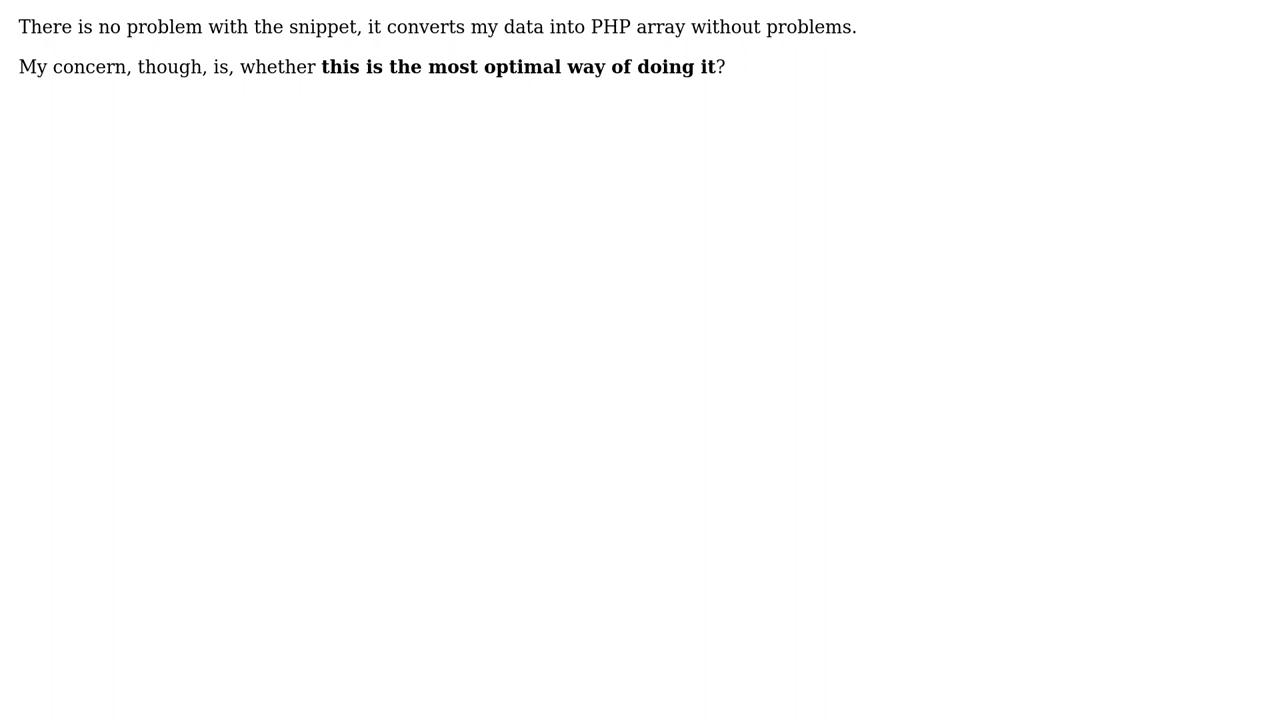 There is no problem with the snippet, it converts my data into PHP array without problems.
My concern, though, is, whether this is the most optimal way of doing it?